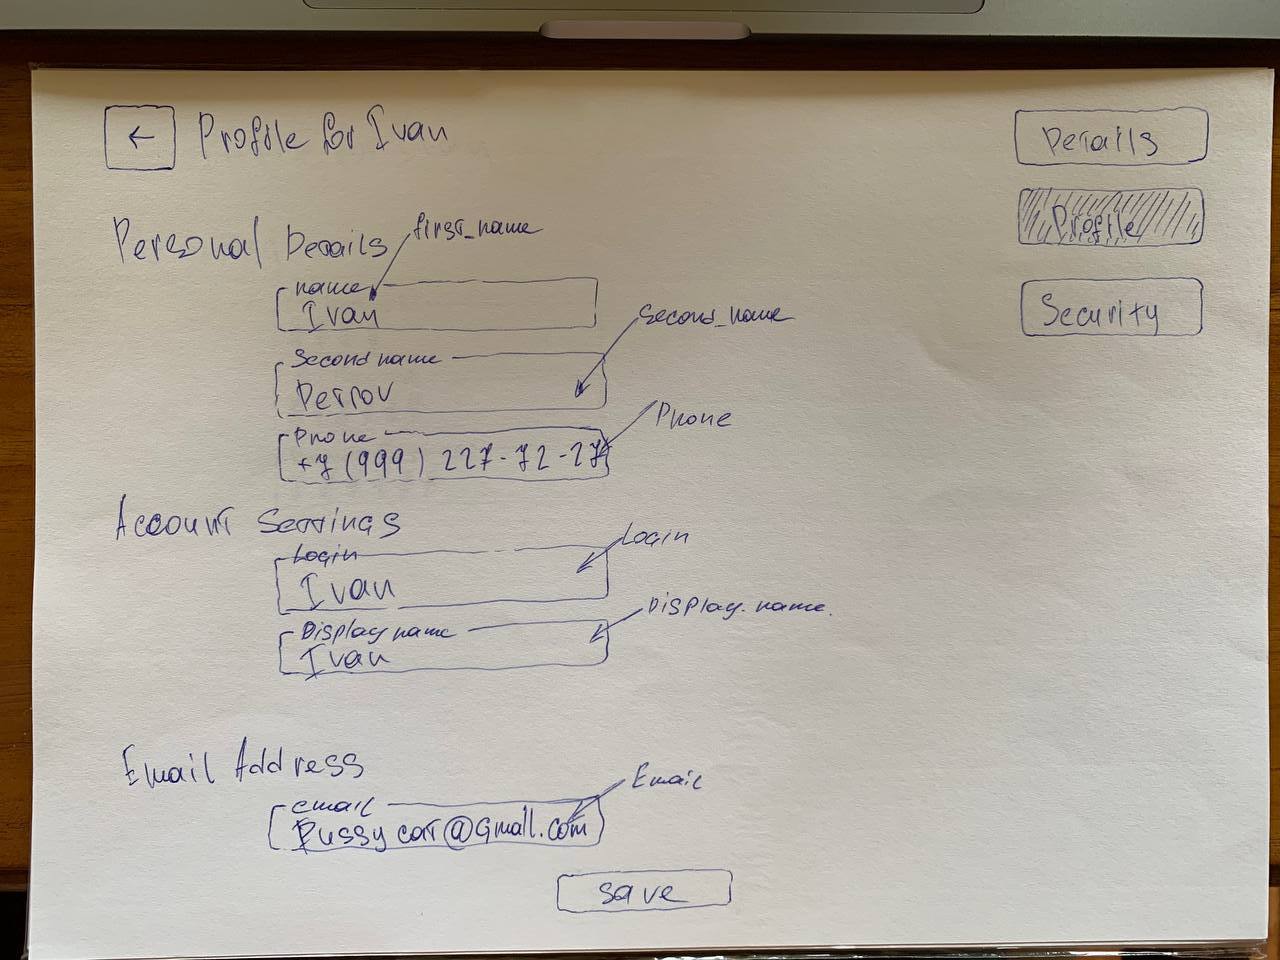 ← Profile for Ivan
Details
Profile
Security
Personal Details
first_name
name
Ivan
Second_name
Second name
Petrov
Phone
Phone
+7 (999) 227-72-27
Account Settings
Login
Login
Ivan
Display.name.
Display name
Ivan
Email Address
Email
email
Pussycat@Gmail.com
save